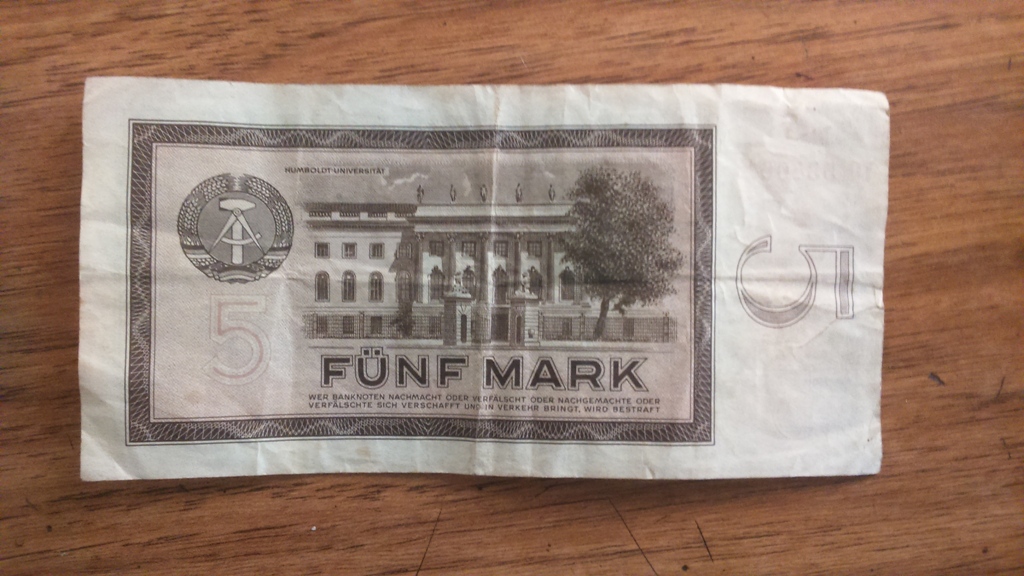 HUMBOLDT-UNIVERSITÄT
5
5
FÜNF MARK
WER BANKNOTEN NACHMACHT ODER VERFÄLSCHT ODER NACHGEMACHTE ODER
VERFÄLSCHTE SICH VERSCHAFFT UND IN VERKEHR BRINGT, WIRD BESTRAFT